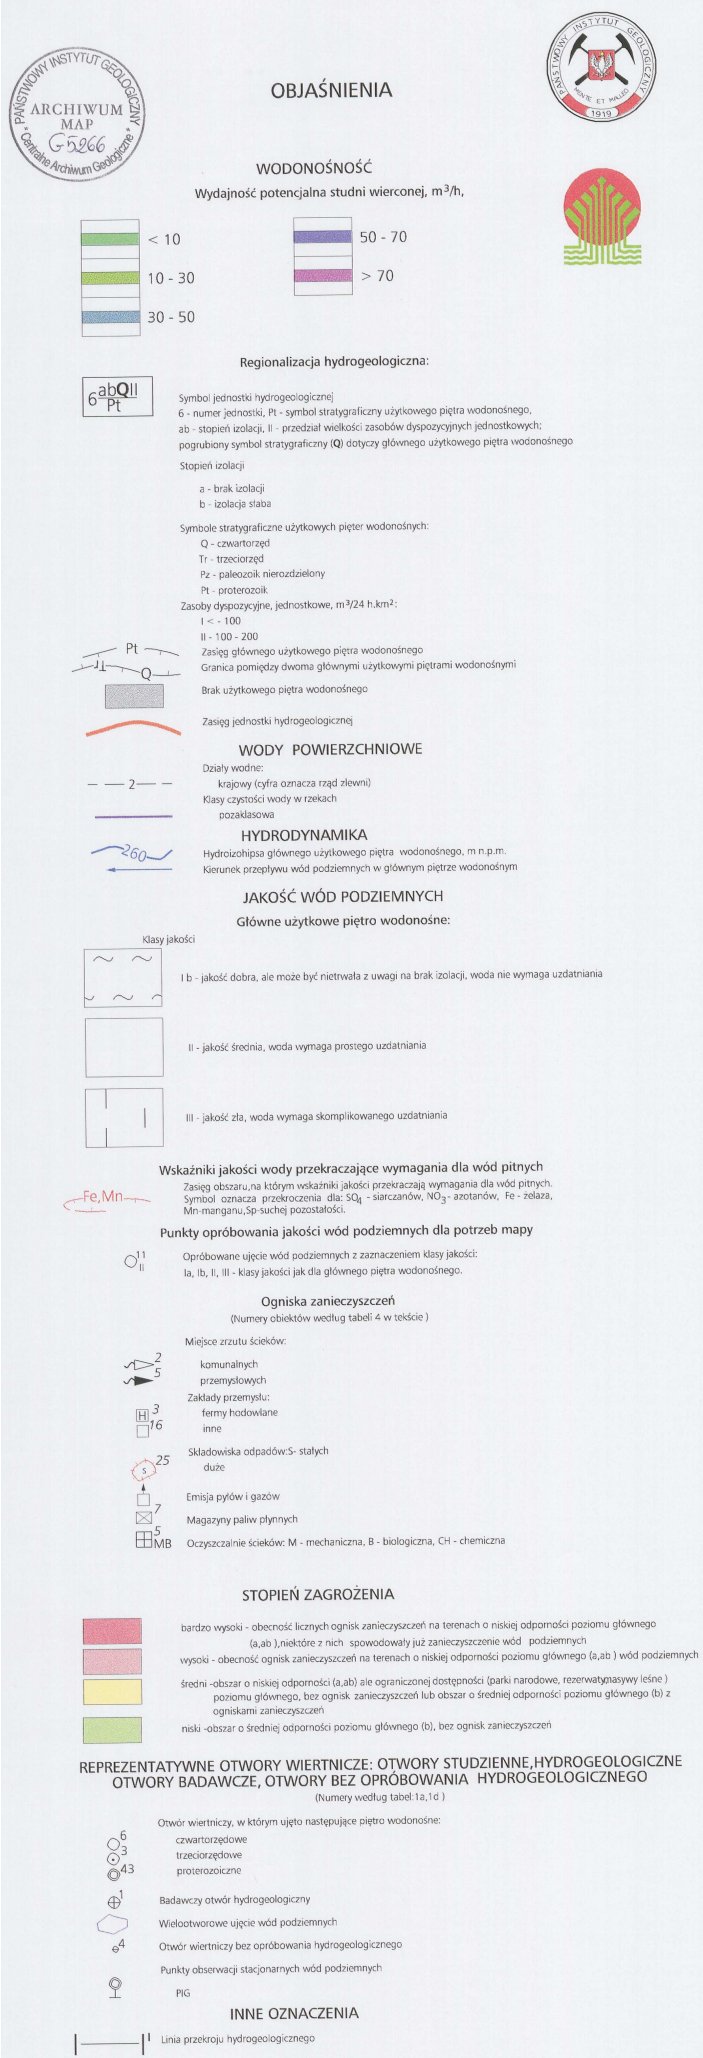 OBJAŚNIENIA
PAŃSTWOWY INSTYTUT GEOLOGICZNY
ARCHIWUM
MAP
G5266
* Centralne Archiwum Geologiczne *
PAŃSTWOWY INSTYTUT GEOLOGICZNY
MENTE ET MALLEO
1919
WODONOŚNOŚĆ
Wydajność potencjalna studni wierconej, m³/h,
< 10
50 - 70
10 - 30
> 70
30 - 50
Regionalizacja hydrogeologiczna:
6 abQII
Pt
Symbol jednostki hydrogeologicznej
6 - numer jednostki, Pt - symbol stratygraficzny użytkowego piętra wodonośnego,
ab - stopień izolacji, II - przedział wielkości zasobów dyspozycyjnych jednostkowych;
pogrubiony symbol stratygraficzny (Q) dotyczy głównego użytkowego piętra wodonośnego
Stopień izolacji
a - brak izolacji
b - izolacja słaba
Symbole stratygraficzne użytkowych pięter wodonośnych:
Q - czwartorzęd
Tr - trzeciorzęd
Pz - paleozoik nierozdzielony
Pt - proterozoik
Zasoby dyspozycyjne, jednostkowe, m³/24 h.km²:
I < - 100
II - 100 - 200
Pt
Zasięg głównego użytkowego piętra wodonośnego
Tr
Q
Granica pomiędzy dwoma głównymi użytkowymi piętrami wodonośnymi
Brak użytkowego piętra wodonośnego
Zasięg jednostki hydrogeologicznej
WODY POWIERZCHNIOWE
Działy wodne:
2
krajowy (cyfra oznacza rząd zlewni)
Klasy czystości wody w rzekach
pozaklasowa
HYDRODYNAMIKA
260
Hydroizohipsa głównego użytkowego piętra wodonośnego, m n.p.m.
Kierunek przepływu wód podziemnych w głównym piętrze wodonośnym
JAKOŚĆ WÓD PODZIEMNYCH
Główne użytkowe piętro wodonośne:
Klasy jakości
I b - jakość dobra, ale może być nietrwała z uwagi na brak izolacji, woda nie wymaga uzdatniania
II - jakość średnia, woda wymaga prostego uzdatniania
III - jakość zła, woda wymaga skomplikowanego uzdatniania
Wskaźniki jakości wody przekraczające wymagania dla wód pitnych
Fe,Mn
Zasięg obszaru,na którym wskaźniki jakości przekraczają wymagania dla wód pitnych.
Symbol oznacza przekroczenia dla: SO₄ - siarczanów, NO₃- azotanów, Fe - żelaza,
Mn-manganu,Sp-suchej pozostałości.
Punkty opróbowania jakości wód podziemnych dla potrzeb mapy
11
II
Opróbowane ujęcie wód podziemnych z zaznaczeniem klasy jakości:
Ia, Ib, II, III - klasy jakości jak dla głównego piętra wodonośnego.
Ogniska zanieczyszczeń
(Numery obiektów według tabeli 4 w tekście )
Miejsce zrzutu ścieków:
2
komunalnych
5
przemysłowych
Zakłady przemysłu:
H 3
fermy hodowlane
16
inne
Składowiska odpadów:S- stałych
S 25
duże
Emisja pyłów i gazów
7
Magazyny paliw płynnych
5
MB
Oczyszczalnie ścieków: M - mechaniczna, B - biologiczna, CH - chemiczna
STOPIEŃ ZAGROŻENIA
bardzo wysoki - obecność licznych ognisk zanieczyszczeń na terenach o niskiej odporności poziomu głównego
(a,ab ),niektóre z nich spowodowały już zanieczyszczenie wód podziemnych
wysoki - obecność ognisk zanieczyszczeń na terenach o niskiej odporności poziomu głównego (a,ab ) wód podziemnych
średni -obszar o niskiej odporności (a,ab) ale ograniczonej dostępności (parki narodowe, rezerwaty,masywy leśne )
poziomu głównego, bez ognisk zanieczyszczeń lub obszar o średniej odporności poziomu głównego (b) z
ogniskami zanieczyszczeń
niski -obszar o średniej odporności poziomu głównego (b), bez ognisk zanieczyszczeń
REPREZENTATYWNE OTWORY WIERTNICZE: OTWORY STUDZIENNE,HYDROGEOLOGICZNE
OTWORY BADAWCZE, OTWORY BEZ OPRÓBOWANIA HYDROGEOLOGICZNEGO
(Numery według tabel:1a,1d )
Otwór wiertniczy, w którym ujęto następujące piętro wodonośne:
6
czwartorzędowe
3
trzeciorzędowe
43
proterozoiczne
1
Badawczy otwór hydrogeologiczny
Wielootworowe ujęcie wód podziemnych
4
Otwór wiertniczy bez opróbowania hydrogeologicznego
Punkty obserwacji stacjonarnych wód podziemnych
PIG
INNE OZNACZENIA
I
Linia przekroju hydrogeologicznego